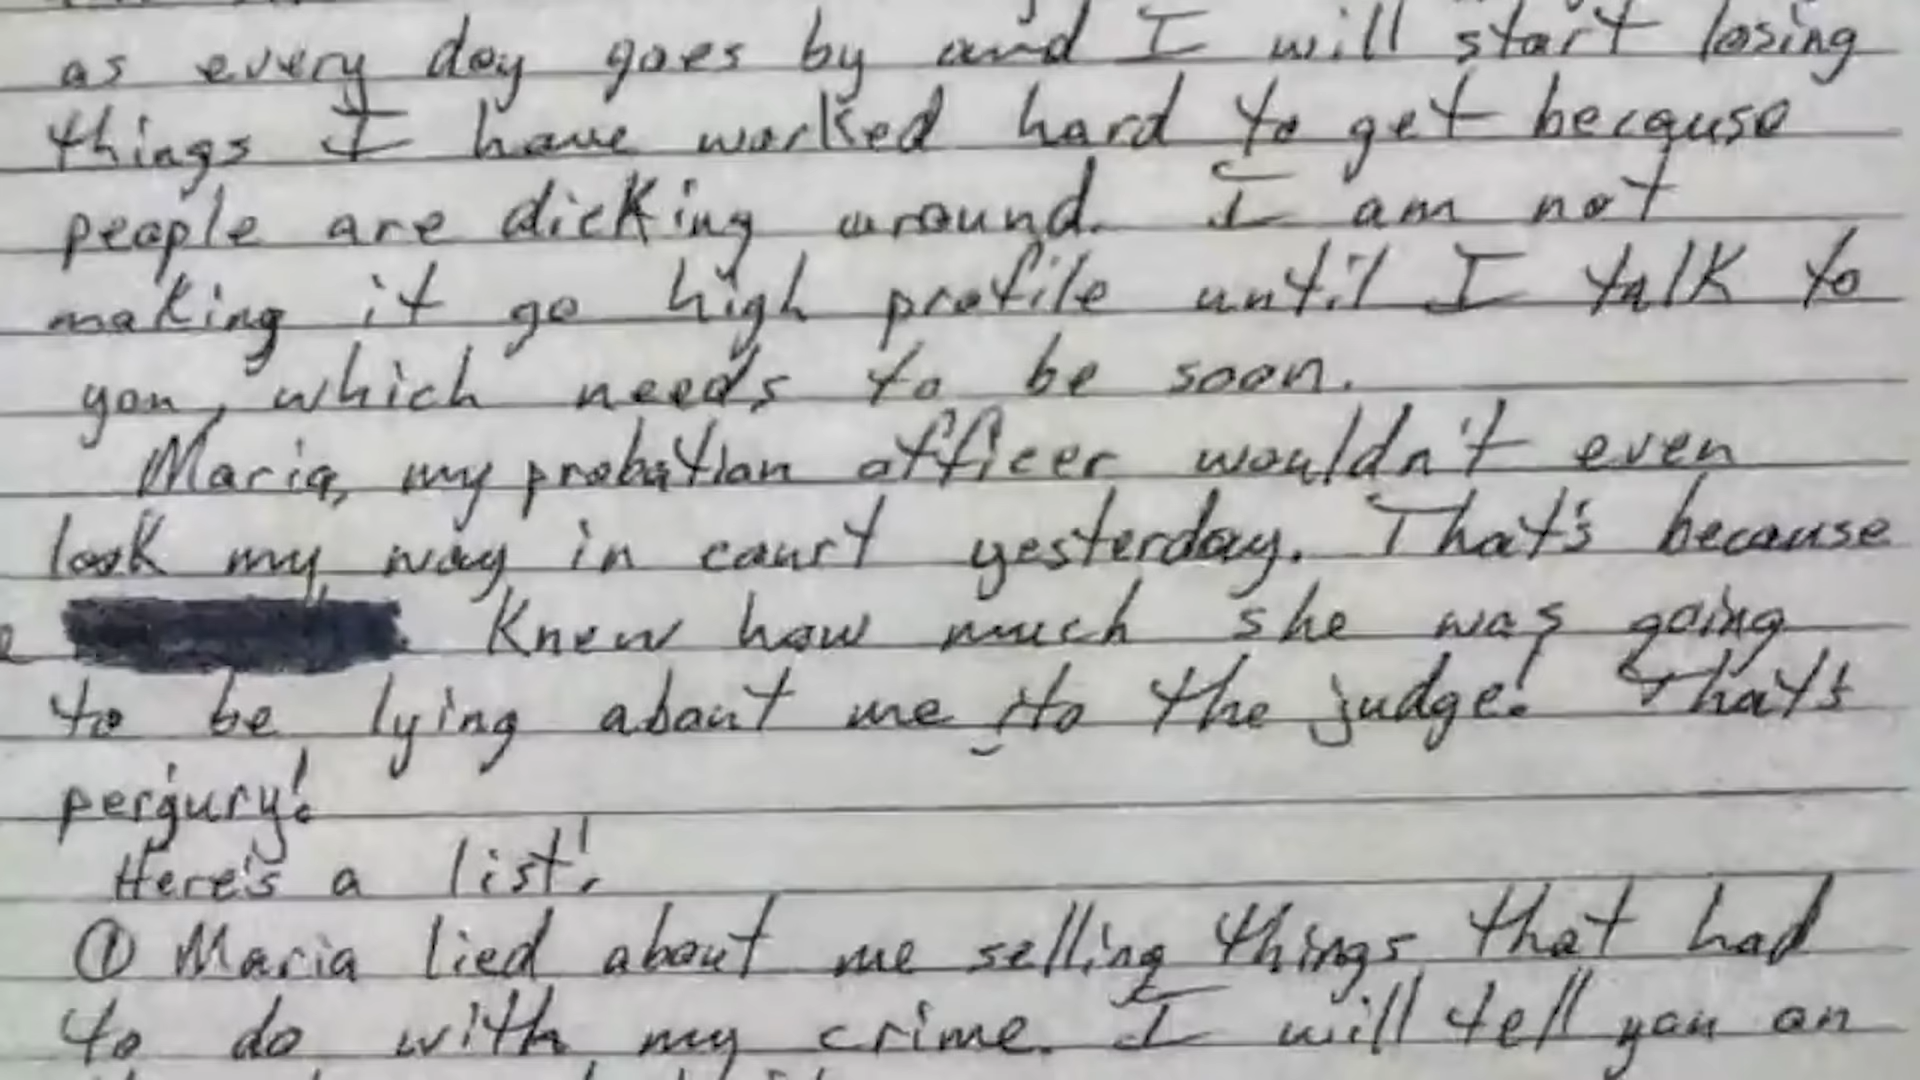 as every day goes by and I will start losing
things I have worked hard to get because
people are dicking around. I am not
making it go high profile until I talk to
you, which needs to be soon.
Maria, my probation officer wouldn't even
look my way in court yesterday. That's because
Knew how much she was going
to be lying about me to the judge! That's
perjury!
Here's a list!
① Maria lied about me selling things that had
to do with my crime. I will tell you on